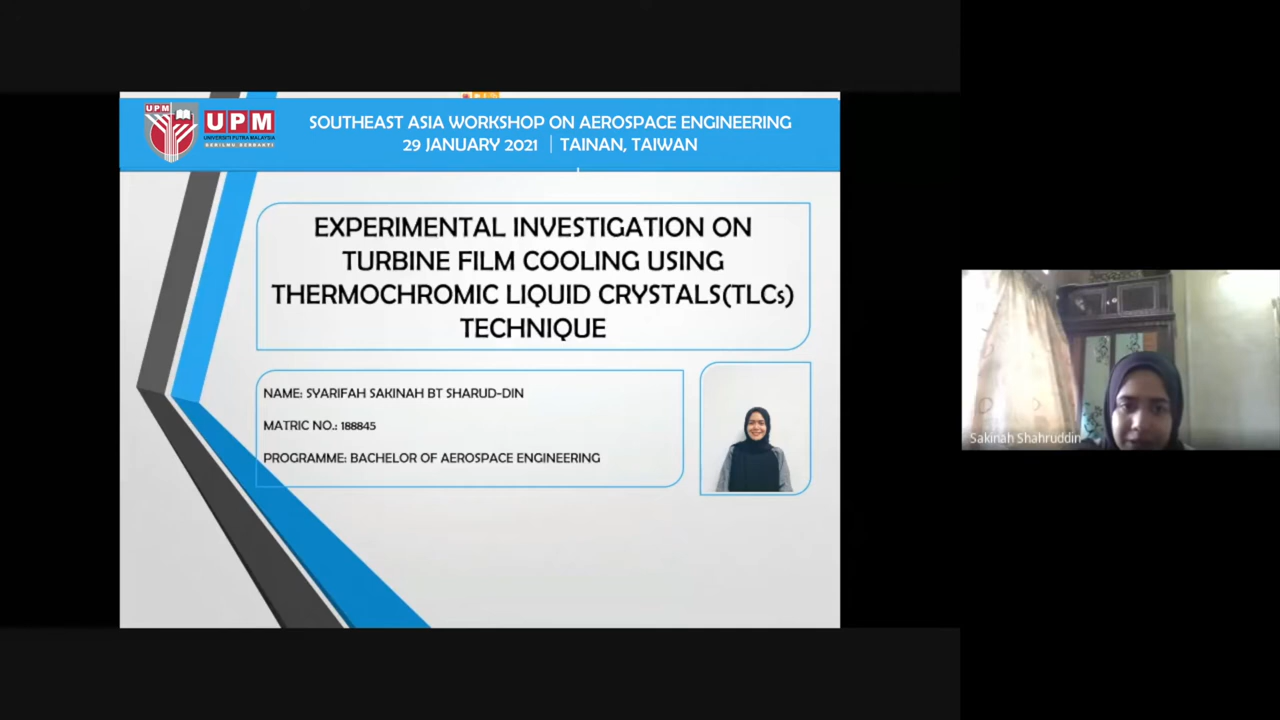 UPM
UPM
UNIVERSITI PUTRA MALAYSIA
BERILMU BERBAKTI
SOUTHEAST ASIA WORKSHOP ON AEROSPACE ENGINEERING
29 JANUARY 2021 | TAINAN, TAIWAN
EXPERIMENTAL INVESTIGATION ON
TURBINE FILM COOLING USING
THERMOCHROMIC LIQUID CRYSTALS(TLCs)
TECHNIQUE
NAME: SYARIFAH SAKINAH BT SHARUD-DIN
MATRIC NO.: 188845
PROGRAMME: BACHELOR OF AEROSPACE ENGINEERING
Sakinah Shahruddin